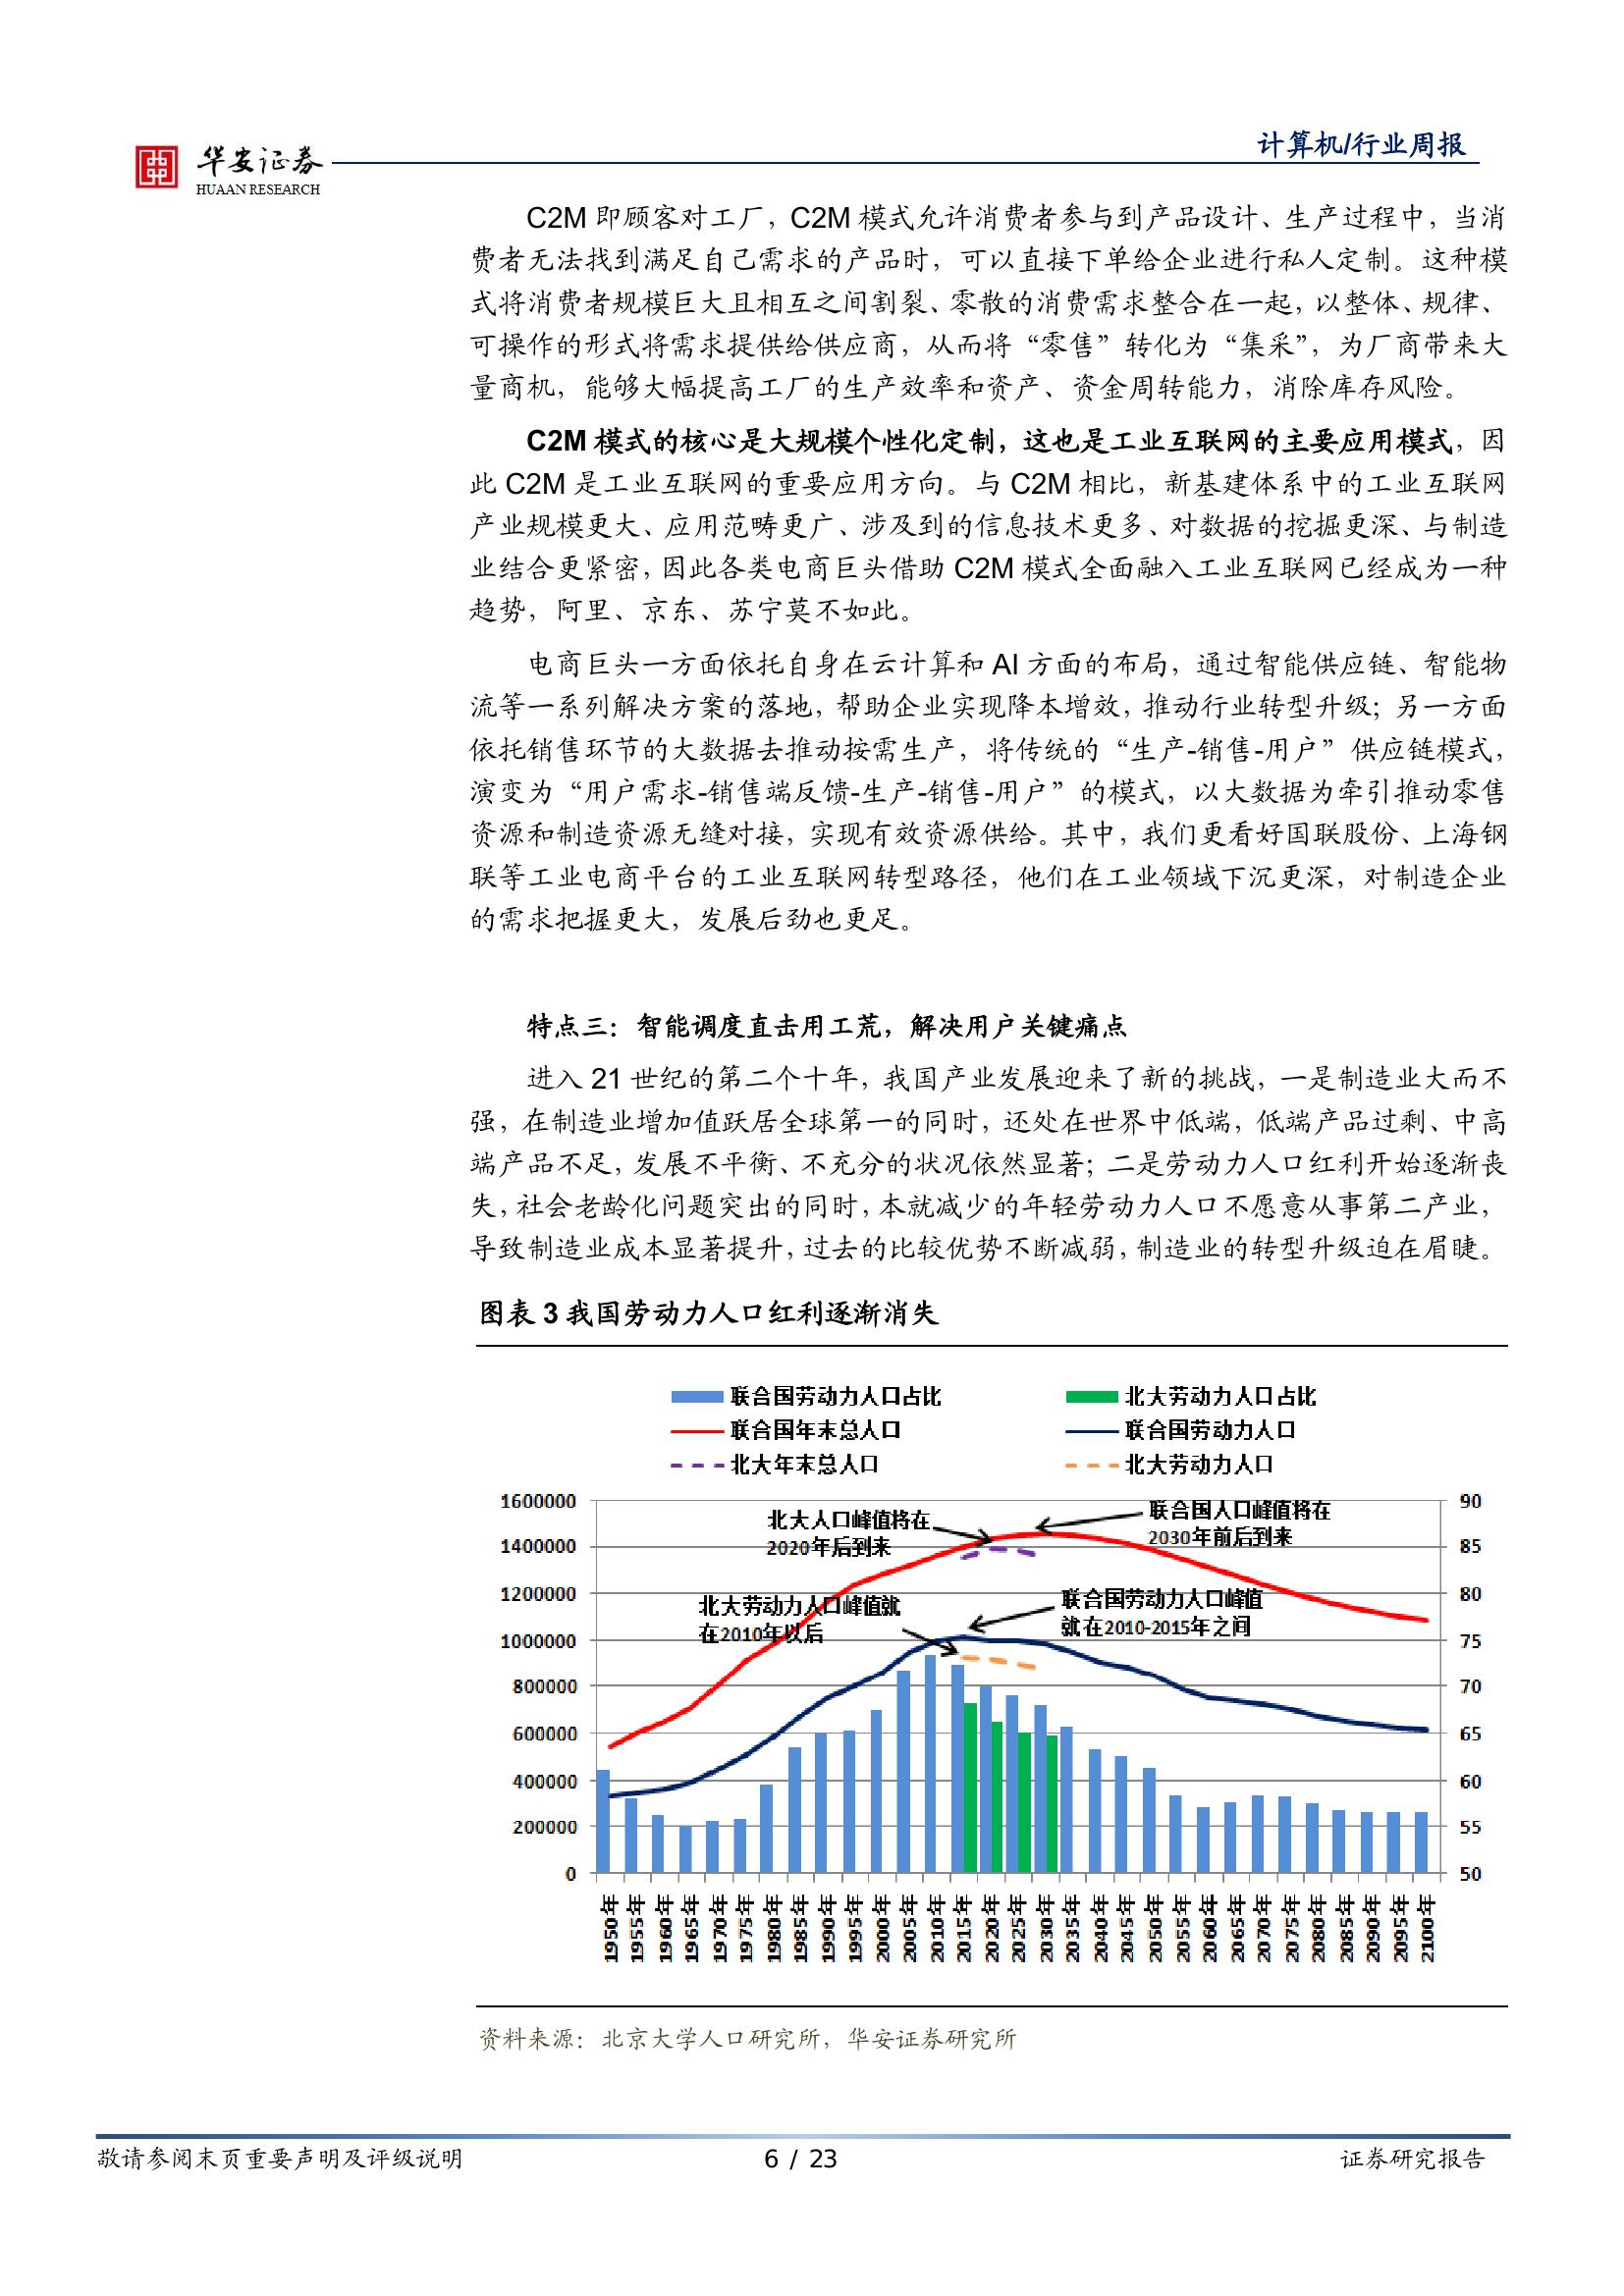 华安证券
HUAAN RESEARCH
计算机/行业周报
C2M 即顾客对工厂，C2M 模式允许消费者参与到产品设计、生产过程中，当消
费者无法找到满足自己需求的产品时，可以直接下单给企业进行私人定制。这种模
式将消费者规模巨大且相互之间割裂、零散的消费需求整合在一起，以整体、规律、
可操作的形式将需求提供给供应商，从而将“零售”转化为“集采”，为厂商带来大
量商机，能够大幅提高工厂的生产效率和资产、资金周转能力，消除库存风险。
C2M 模式的核心是大规模个性化定制，这也是工业互联网的主要应用模式，因
此 C2M 是工业互联网的重要应用方向。与 C2M 相比，新基建体系中的工业互联网
产业规模更大、应用范畴更广、涉及到的信息技术更多、对数据的挖掘更深、与制造
业结合更紧密，因此各类电商巨头借助 C2M 模式全面融入工业互联网已经成为一种
趋势，阿里、京东、苏宁莫不如此。
电商巨头一方面依托自身在云计算和 AI 方面的布局，通过智能供应链、智能物
流等一系列解决方案的落地，帮助企业实现降本增效，推动行业转型升级；另一方面
依托销售环节的大数据去推动按需生产，将传统的“生产-销售-用户”供应链模式，
演变为“用户需求-销售端反馈-生产-销售-用户”的模式，以大数据为牵引推动零售
资源和制造资源无缝对接，实现有效资源供给。其中，我们更看好国联股份、上海钢
联等工业电商平台的工业互联网转型路径，他们在工业领域下沉更深，对制造企业
的需求把握更大，发展后劲也更足。
特点三：智能调度直击用工荒，解决用户关键痛点
进入 21 世纪的第二个十年，我国产业发展迎来了新的挑战，一是制造业大而不
强，在制造业增加值跃居全球第一的同时，还处在世界中低端，低端产品过剩、中高
端产品不足，发展不平衡、不充分的状况依然显著；二是劳动力人口红利开始逐渐丧
失，社会老龄化问题突出的同时，本就减少的年轻劳动力人口不愿意从事第二产业，
导致制造业成本显著提升，过去的比较优势不断减弱，制造业的转型升级迫在眉睫。
图表 3 我国劳动力人口红利逐渐消失
联合国劳动力人口占比 北大劳动力人口占比
联合国年末总人口 联合国劳动力人口
北大年末总人口 北大劳动力人口
1600000
1400000
1200000
1000000
800000
600000
400000
200000
0
北大人口峰值将在
2020年后到来
联合国人口峰值将在
2030年前后到来
北大劳动力人口峰值就
在2010年以后
联合国劳动力人口峰值
就在2010-2015年之间
90
85
80
75
70
65
60
55
50
1950年 1955年 1960年 1965年 1970年 1975年 1980年 1985年 1990年 1995年 2000年 2005年 2010年 2015年 2020年 2025年 2030年 2035年 2040年 2045年 2050年 2055年 2060年 2065年 2070年 2075年 2080年 2085年 2090年 2095年 2100年
资料来源：北京大学人口研究所，华安证券研究所
敬请参阅末页重要声明及评级说明 6 / 23 证券研究报告